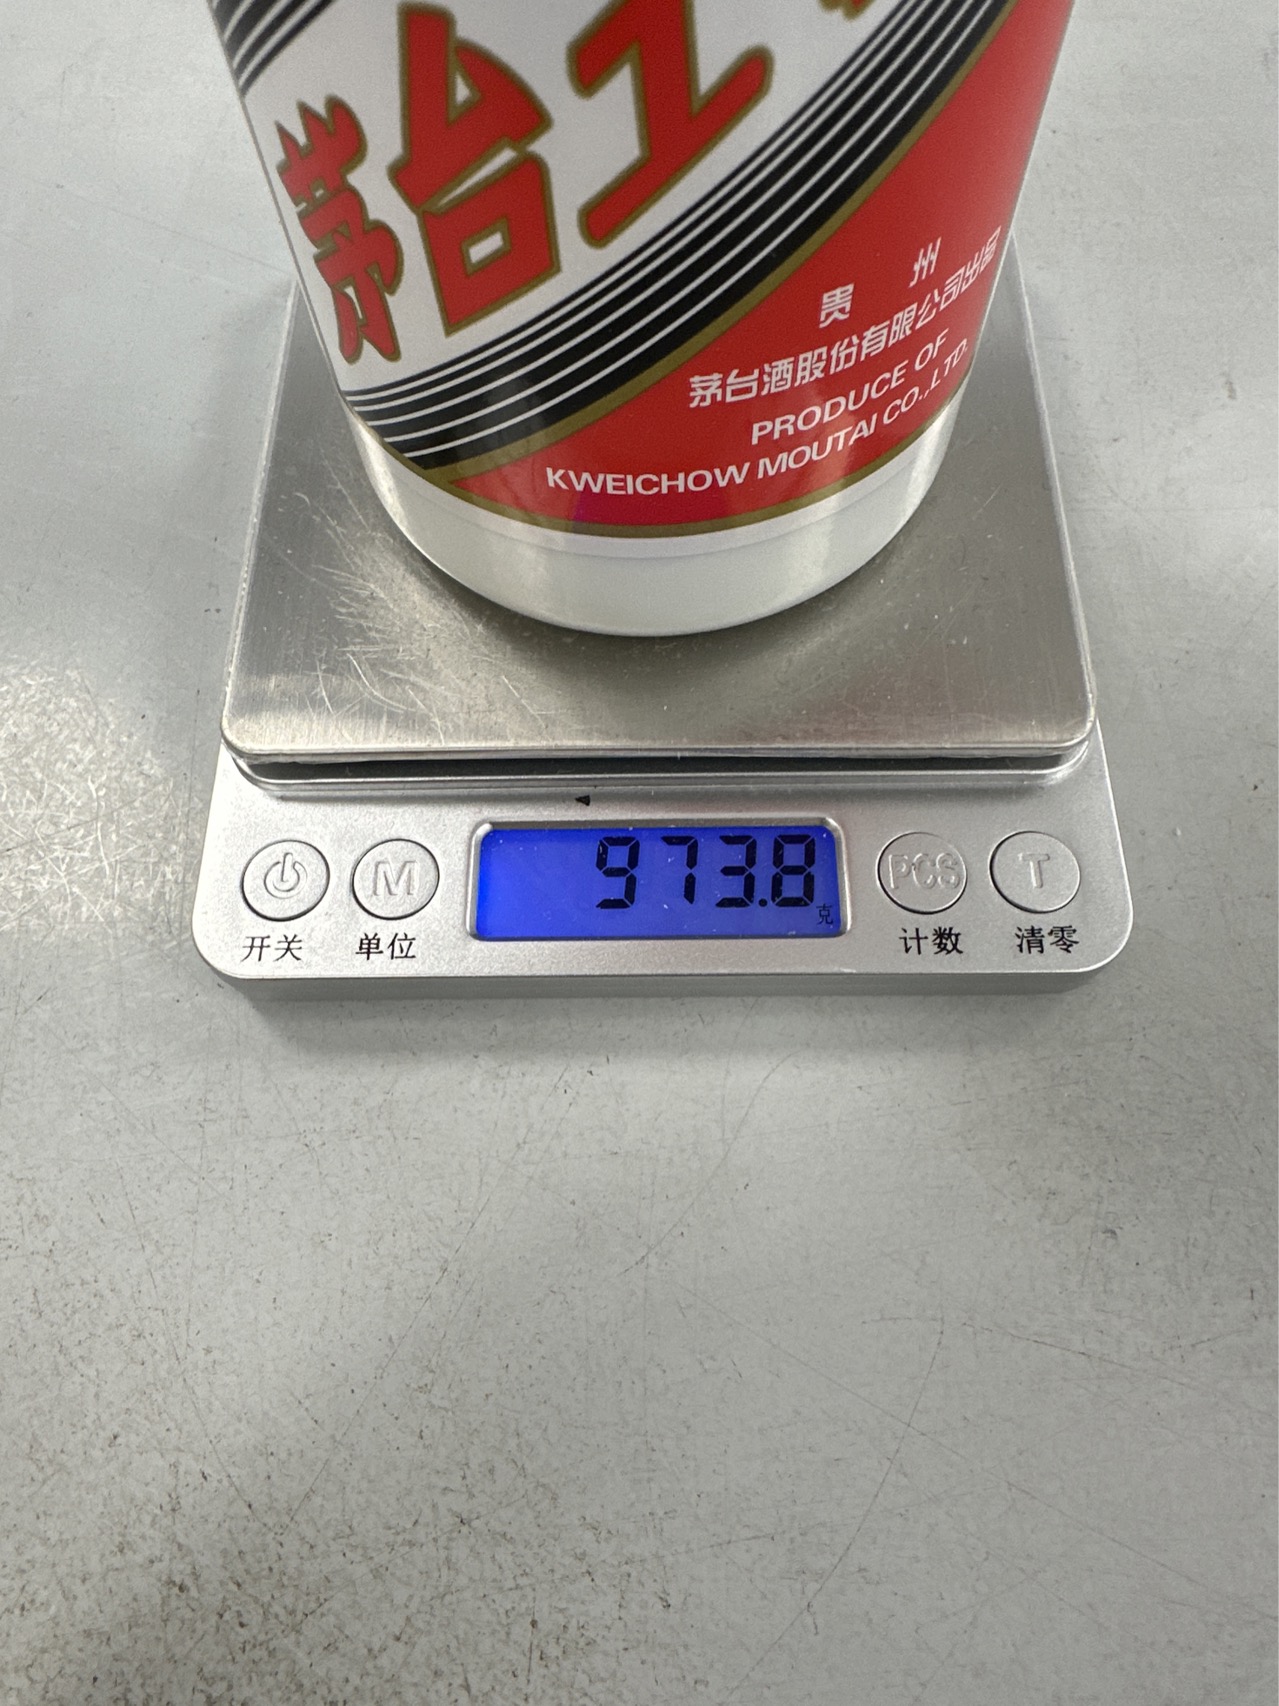 茅台
贵州
茅台酒股份有限公司出品
PRODUCE OF
KWEICHOW MOUTAI CO.,LTD.
973.8
克
M PCS T
开关 单位 计数 清零